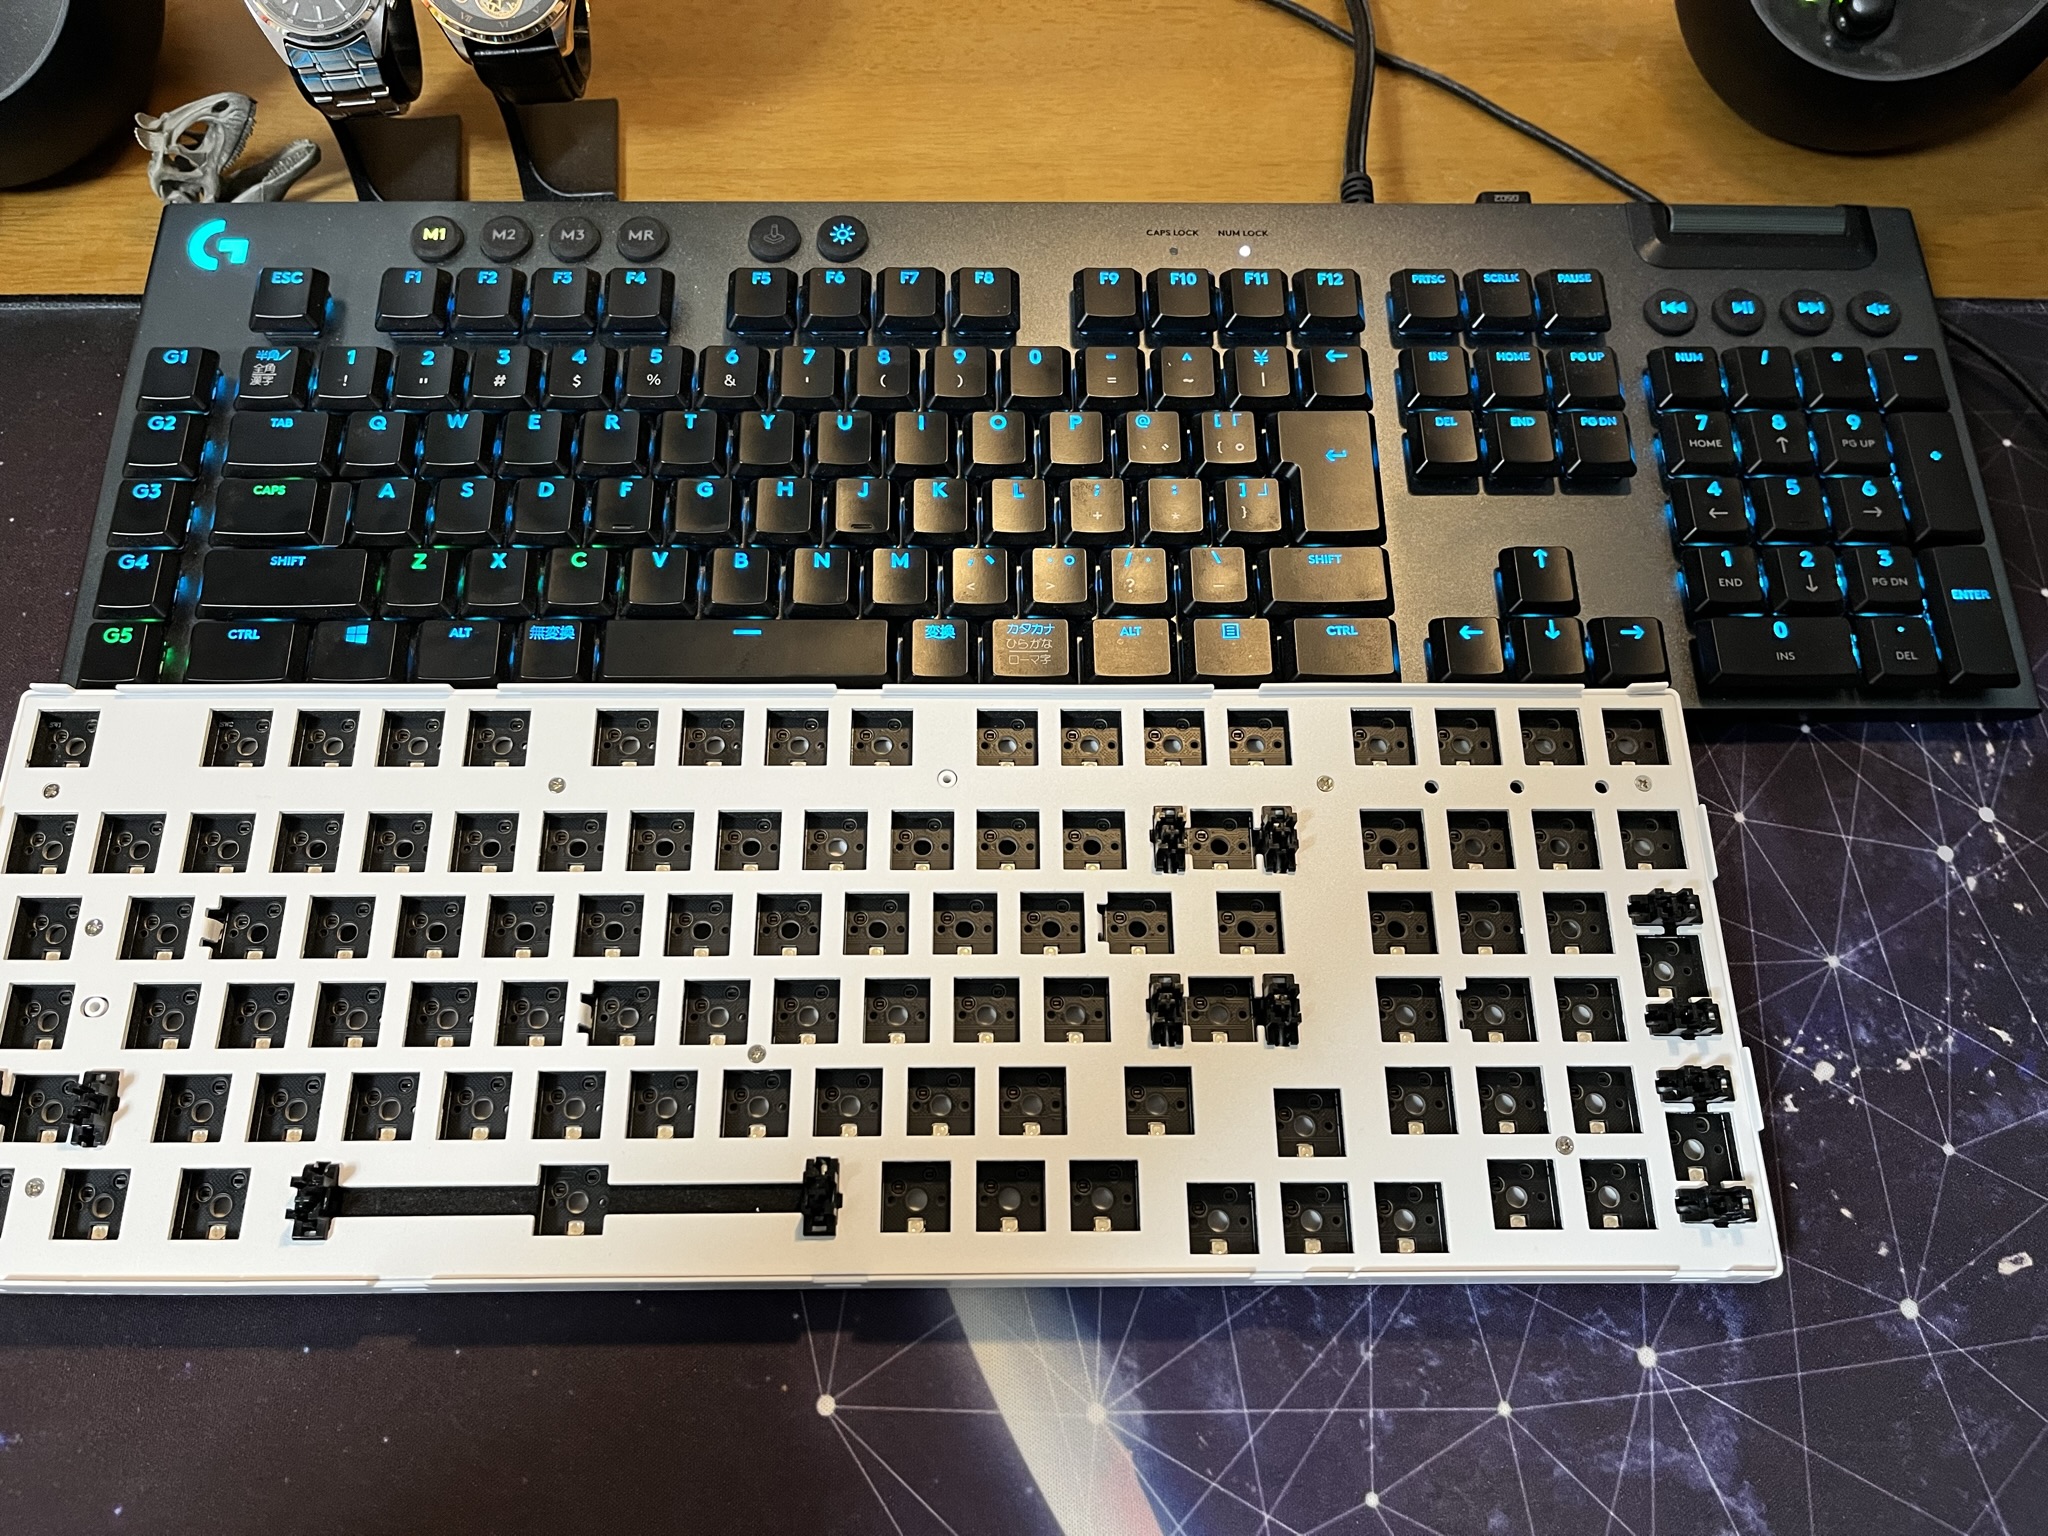 M1 M2 M3 MR
CAPS LOCK NUM LOCK
ESC F1 F2 F3 F4 F5 F6 F7 F8 F9 F10 F11 F12 PRTSC SCRLK PAUSE
G1 半角/ 1 2 3 4 5 6 7 8 9 0 - ^ ¥ ← INS HOME PG UP NUM / * -
全角 ! " # $ % & ' ( ) = ~ |
漢字
G2 TAB Q W E R T Y U I O P @ [「 ↵ DEL END PG DN 7 8 9 +
{ ° HOME ↑ PG UP
G3 CAPS A S D F G H J K L ; : ]」 4 5 6
+ * } ← →
G4 SHIFT Z X C V B N M ,、 .。 /・ \ SHIFT ↑ 1 2 3 ENTER
< > ? _ END ↓ PG DN
G5 CTRL ALT 無変換 変換 カタカナ ALT CTRL ← ↓ → 0 .
ひらがな INS DEL
ローマ字